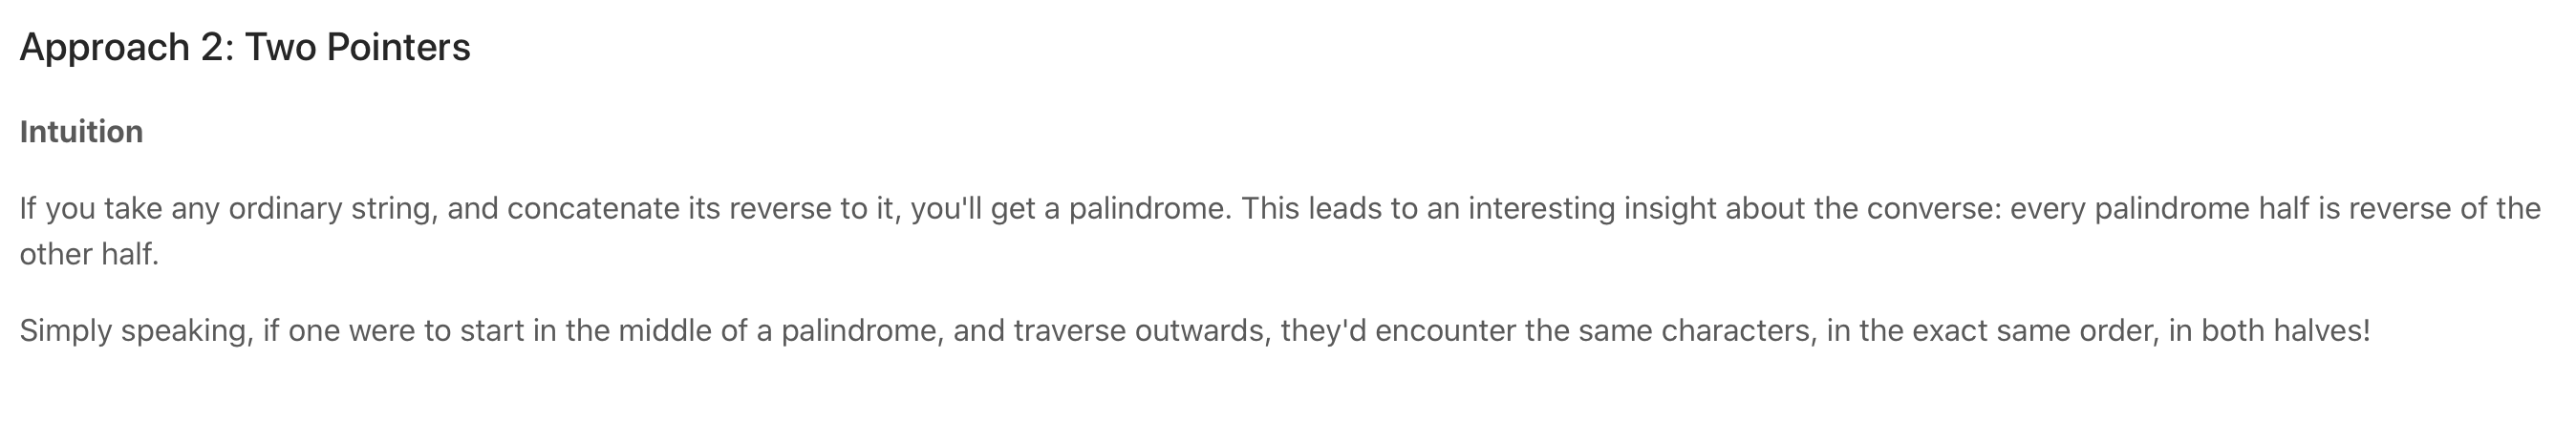 Approach 2: Two Pointers
Intuition
If you take any ordinary string, and concatenate its reverse to it, you'll get a palindrome. This leads to an interesting insight about the converse: every palindrome half is reverse of the
other half.
Simply speaking, if one were to start in the middle of a palindrome, and traverse outwards, they'd encounter the same characters, in the exact same order, in both halves!